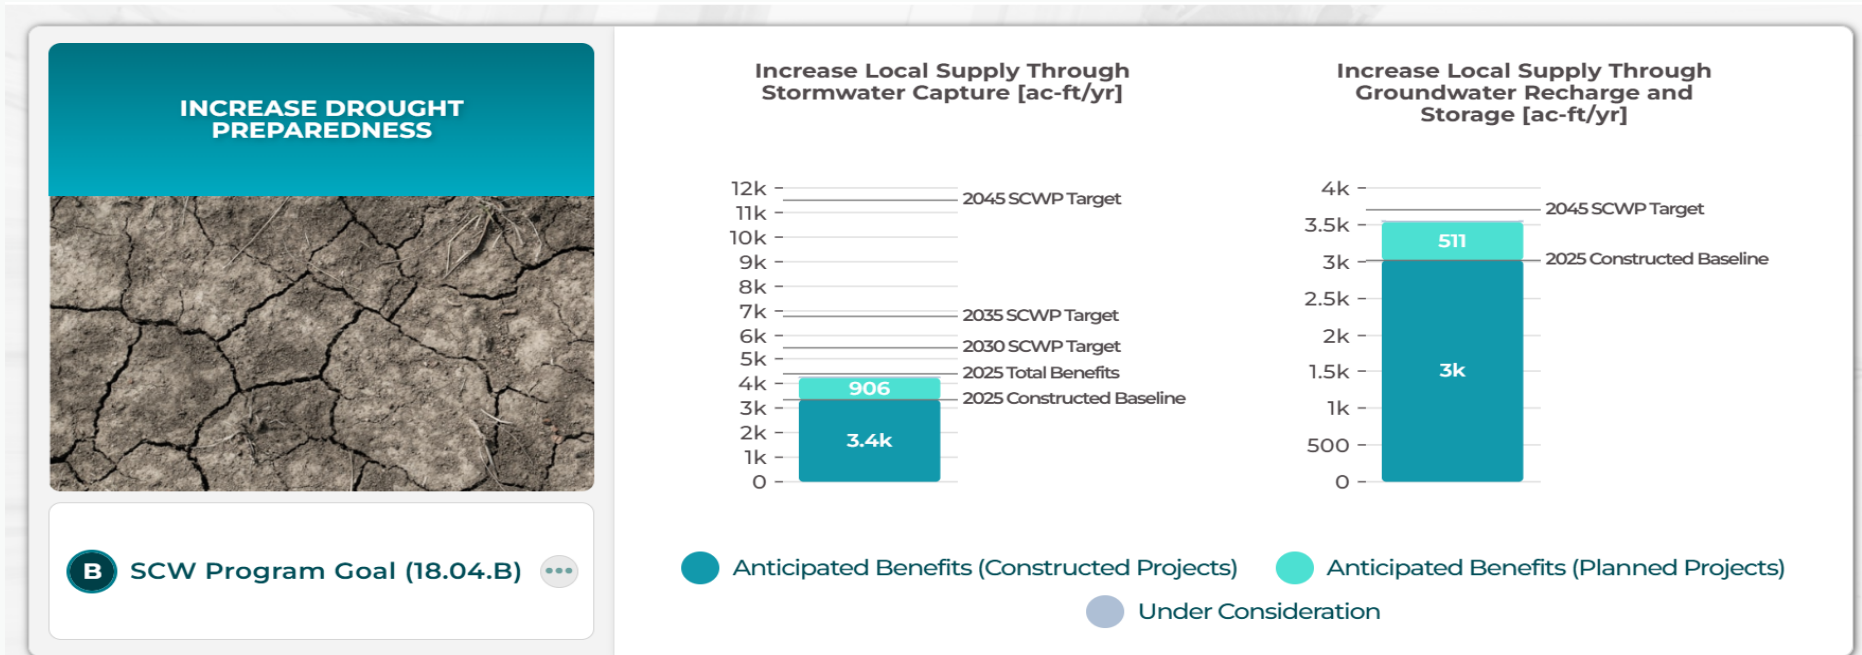 INCREASE DROUGHT
PREPAREDNESS
B SCW Program Goal (18.04.B)
Increase Local Supply Through
Stormwater Capture [ac-ft/yr]
12k
11k
10k
9k
8k
7k
6k
5k
4k
3k
2k
1k
0
2045 SCWP Target
2035 SCWP Target
2030 SCWP Target
2025 Total Benefits
2025 Constructed Baseline
906
3.4k
Increase Local Supply Through
Groundwater Recharge and
Storage [ac-ft/yr]
4k
3.5k
3k
2.5k
2k
1.5k
1k
500
0
2045 SCWP Target
2025 Constructed Baseline
511
3k
Anticipated Benefits (Constructed Projects)
Anticipated Benefits (Planned Projects)
Under Consideration